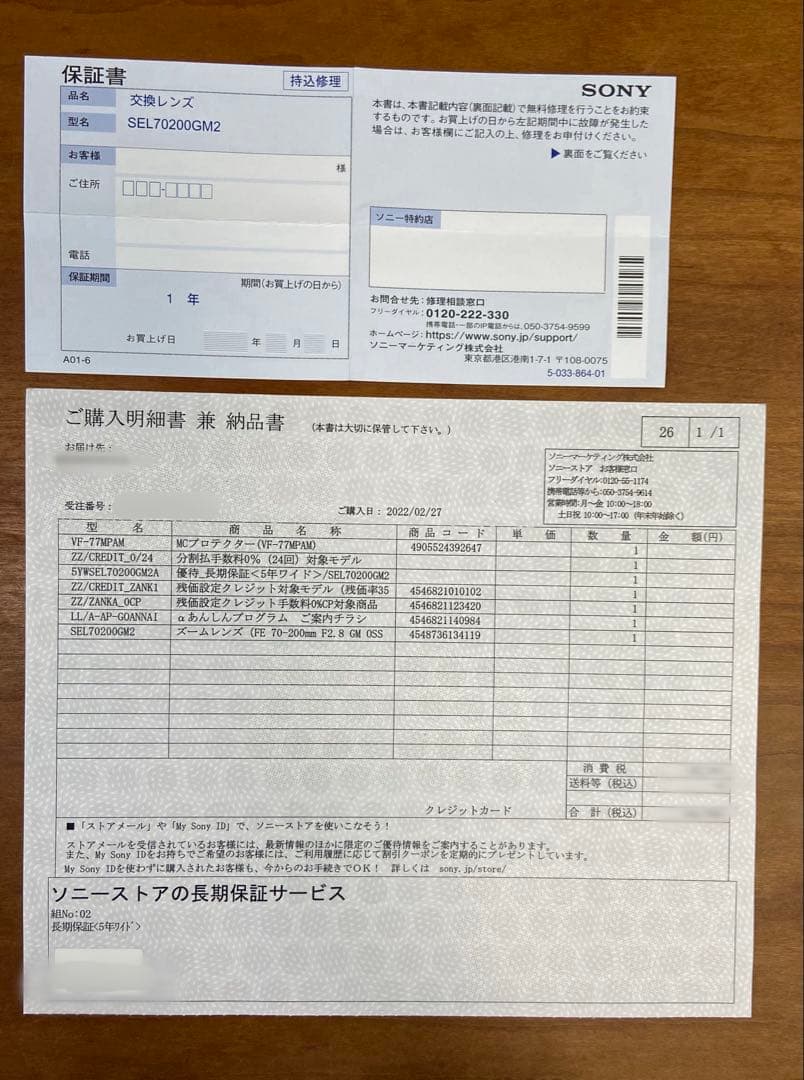 保証書
持込修理
品名 交換レンズ
型名 SEL70200GM2
お客様
様
ご住所
電話
保証期間
期間(お買上げの日から)
1 年
お買上げ日 年 月 日
A01-6
SONY
本書は、本書記載内容(裏面記載)で無料修理を行うことをお約束
するものです。お買上げの日から左記期間中に故障が発生した
場合は、お客様欄にご記入の上、修理をお申付けください。
▶裏面をご覧ください
ソニー特約店
お問合せ先:修理相談窓口
フリーダイヤル:0120-222-330
携帯電話・一部のIP電話からは、050-3754-9599
ホームページ:https://www.sony.jp/support/
ソニーマーケティング株式会社
東京都港区港南1-7-1 〒108-0075
5-033-864-01
ご購入明細書 兼 納品書 (本書は大切に保管して下さい。)
26 1 /1
お届け先:
ソニーマーケティング株式会社
ソニーストア お客様窓口
フリーダイヤル:0120-55-1174
携帯電話等から:050-3754-9614
営業時間:月~金 10:00~18:00
土日祝 10:00~17:00 (年末年始除く)
受注番号:
ご購入日: 2022/02/27
型 名 商 品 名 称 商品コード 単 価 数 量 金 額(円)
VF-77MPAM MCプロテクター(VF-77MPAM) 4905524392647 1
ZZ/CREDIT_0/24 分割払手数料0% (24回) 対象モデル 1
5YWSEL70200GM2A 優待_長期保証<5年ワイド>/SEL70200GM2 1
ZZ/CREDIT_ZANK1 残価設定クレジット対象モデル (残価率35 4546821010102 1
ZZ/ZANKA_0CP 残価設定クレジット手数料0%CP対象商品 4546821123420 1
LL/A-AP-GOANNAI αあんしんプログラム ご案内チラシ 4546821140984 1
SEL70200GM2 ズームレンズ (FE 70-200mm F2.8 GM OSS 4548736134119 1
消 費 税
送料等 (税込)
クレジットカード
合 計 (税込)
■「ストアメール」や「My Sony ID」で、ソニーストアを使いこなそう!
ストアメールを受信されているお客様には、最新情報のほかに限定のご優待情報をご案内することがあります。
また、My Sony IDをお持ちでご希望のお客様には、ご利用履歴に応じて割引クーポンを定期的にプレゼントしています。
My Sony IDを使わずに購入されたお客様も、今からのお手続きでOK! 詳しくは sony.jp/store/
ソニーストアの長期保証サービス
組No:02
長期保証<5年ワイド>